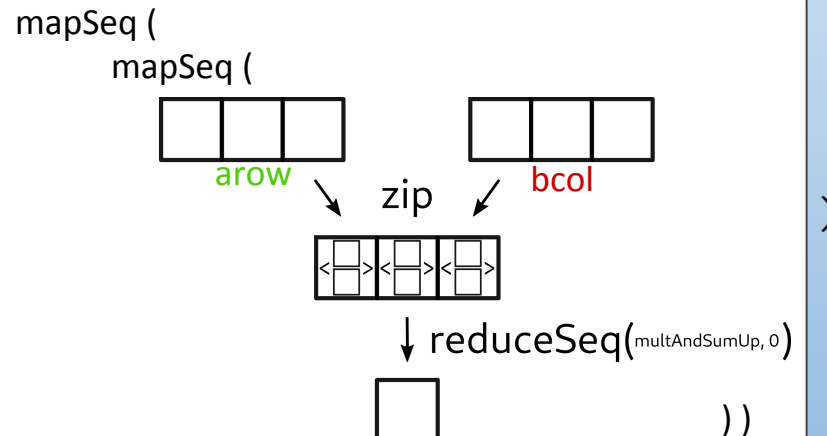 mapSeq (
mapSeq (
arow
bcol
zip
< > < > < >
reduceSeq(multAndSumUp, 0)
) )